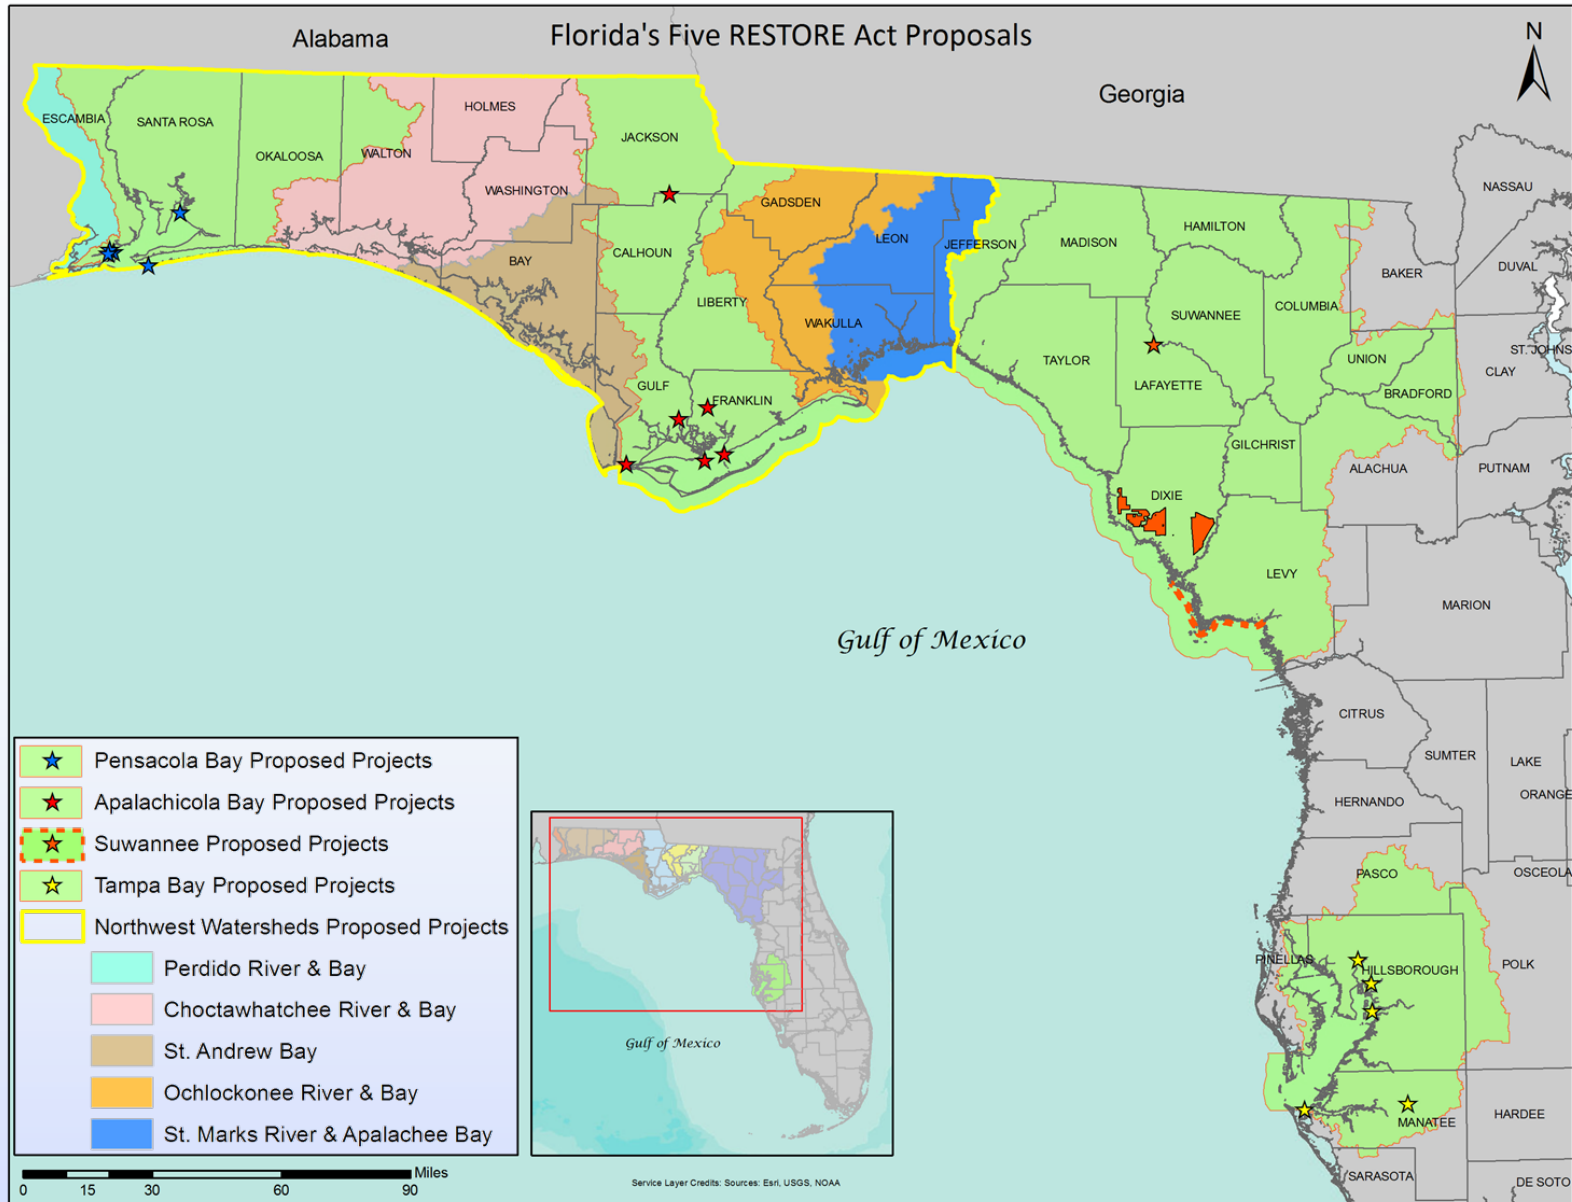 Florida's Five RESTORE Act Proposals
Alabama
Georgia
N
ESCAMBIA
SANTA ROSA
OKALOOSA
WALTON
HOLMES
WASHINGTON
JACKSON
BAY
CALHOUN
GULF
LIBERTY
FRANKLIN
GADSDEN
LEON
WAKULLA
JEFFERSON
MADISON
HAMILTON
TAYLOR
SUWANNEE
LAFAYETTE
COLUMBIA
BAKER
NASSAU
DUVAL
UNION
BRADFORD
CLAY
ST. JOHNS
GILCHRIST
ALACHUA
PUTNAM
DIXIE
LEVY
MARION
Gulf of Mexico
CITRUS
SUMTER
LAKE
ORANGE
HERNANDO
PASCO
OSCEOLA
PINELLAS
HILLSBOROUGH
POLK
MANATEE
HARDEE
SARASOTA
DE SOTO
Pensacola Bay Proposed Projects
Apalachicola Bay Proposed Projects
Suwannee Proposed Projects
Tampa Bay Proposed Projects
Northwest Watersheds Proposed Projects
Perdido River & Bay
Choctawhatchee River & Bay
St. Andrew Bay
Ochlockonee River & Bay
St. Marks River & Apalachee Bay
Gulf of Mexico
Miles
0 15 30 60 90
Service Layer Credits: Sources: Esri, USGS, NOAA